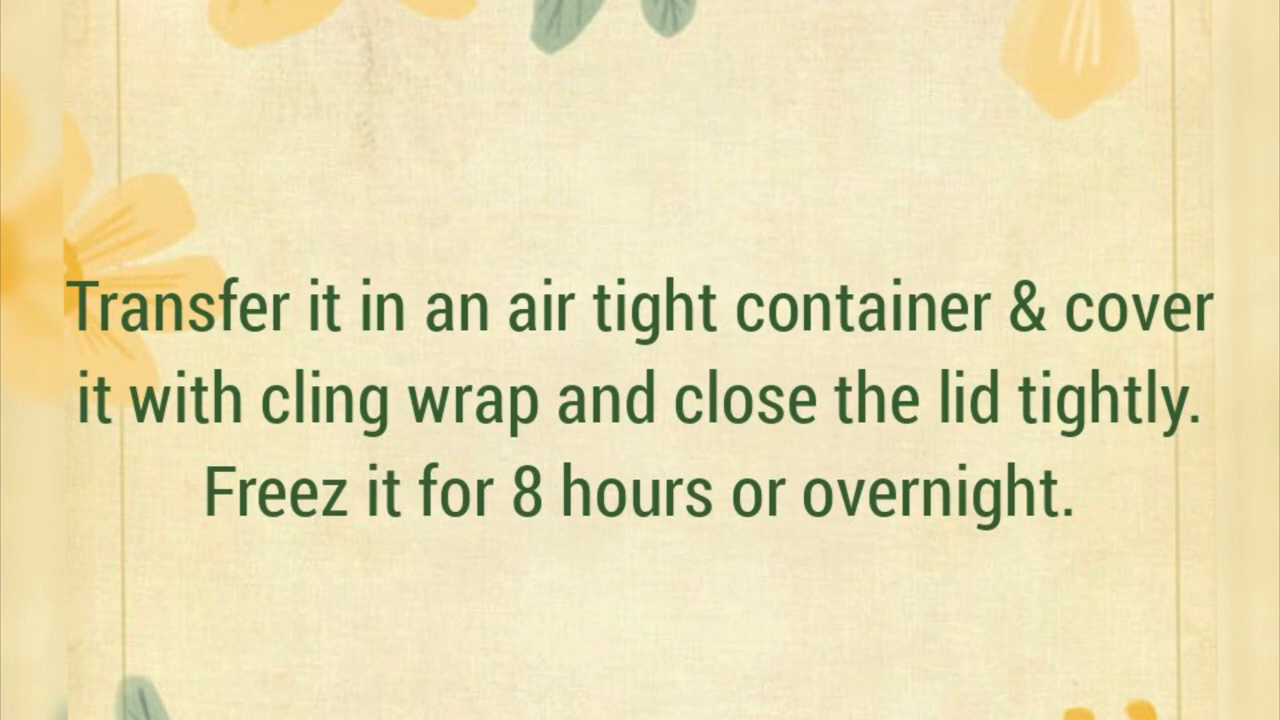 Transfer it in an air tight container & cover
it with cling wrap and close the lid tightly.
Freez it for 8 hours or overnight.